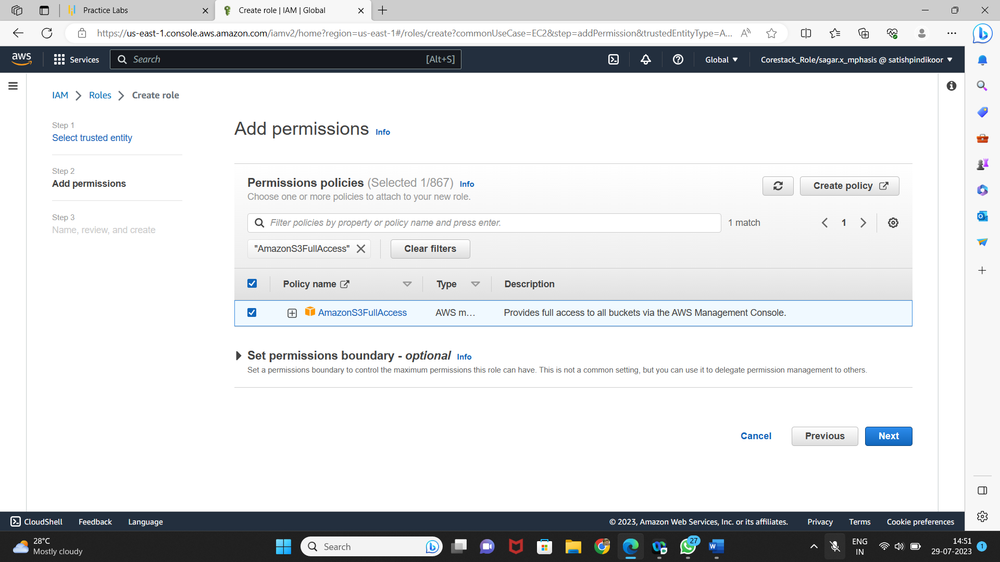 Practice Labs
Create role | IAM | Global
https://us-east-1.console.aws.amazon.com/iamv2/home?region=us-east-1#/roles/create?commonUseCase=EC2&step=addPermission&trustedEntityType=A...
aws
Services
Search
[Alt+S]
Global
Corestack_Role/sagar.x_mphasis @ satishpindikoor
IAM
Roles
Create role
Step 1
Select trusted entity
Step 2
Add permissions
Step 3
Name, review, and create
Add permissions Info
Permissions policies (Selected 1/867) Info
Choose one or more policies to attach to your new role.
Create policy
Filter policies by property or policy name and press enter.
1 match
1
"AmazonS3FullAccess"
Clear filters
Policy name
Type
Description
AmazonS3FullAccess
AWS m...
Provides full access to all buckets via the AWS Management Console.
Set permissions boundary - optional Info
Set a permissions boundary to control the maximum permissions this role can have. This is not a common setting, but you can use it to delegate permission management to others.
Cancel
Previous
Next
CloudShell
Feedback
Language
© 2023, Amazon Web Services, Inc. or its affiliates.
Privacy
Terms
Cookie preferences
28°C
Mostly cloudy
Search
27
ENG
IN
14:51
29-07-2023
1